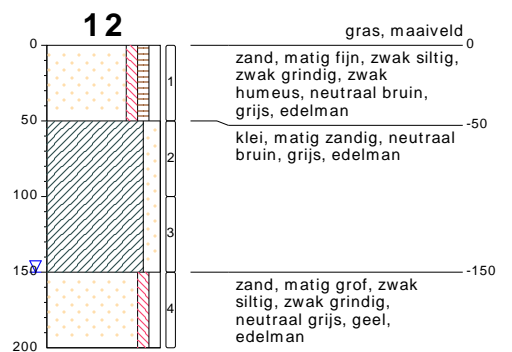 12
gras, maaiveld
0
0
zand, matig fijn, zwak siltig,
zwak grindig, zwak
humeus, neutraal bruin,
grijs, edelman
1
50
-50
klei, matig zandig, neutraal
bruin, grijs, edelman
2
100
3
150
-150
zand, matig grof, zwak
siltig, zwak grindig,
neutraal grijs, geel,
edelman
4
200